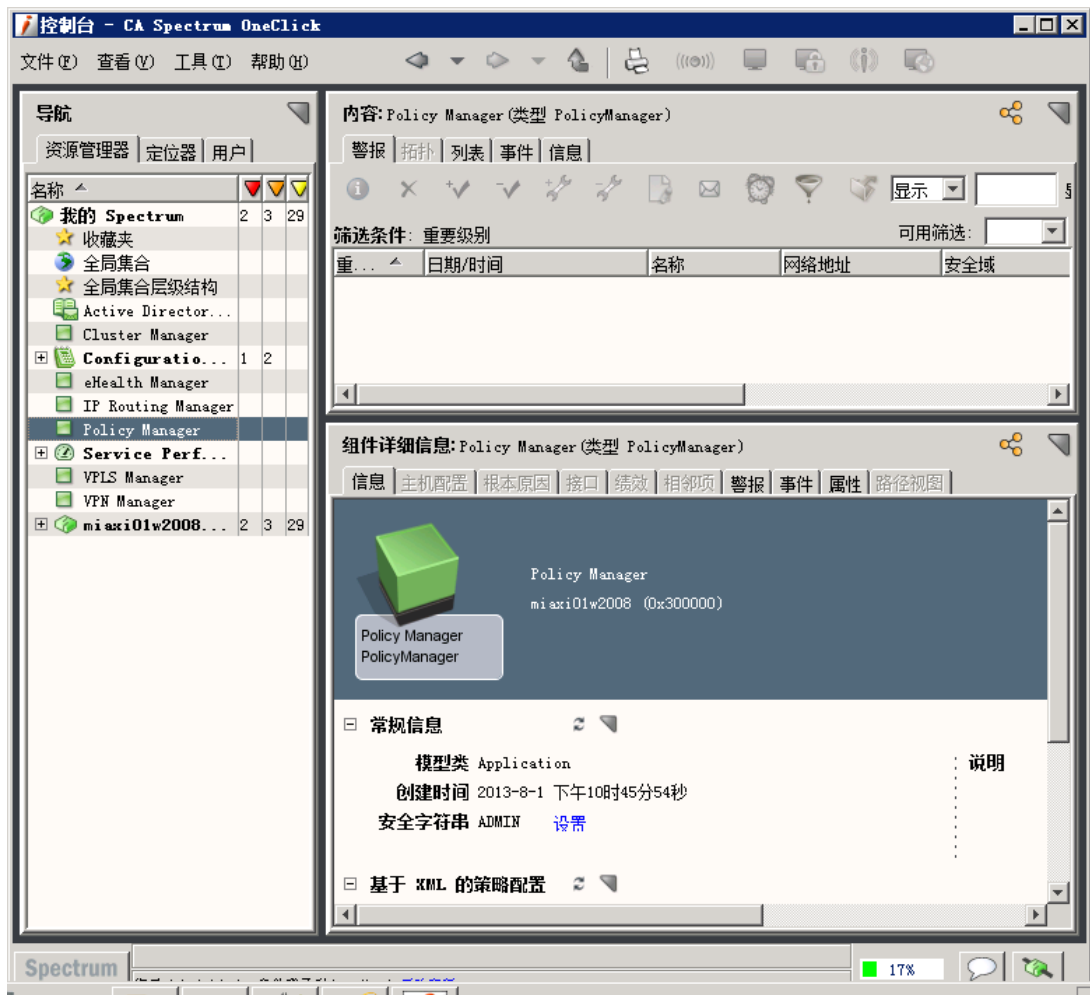 控制台 - CA Spectrum OneClick
文件(F) 查看(V) 工具(T) 帮助(H)
导航
资源管理器 定位器 用户
名称
我的 Spectrum 2 3 29
收藏夹
全局集合
全局集合层级结构
Active Director...
Cluster Manager
Configuratio... 1 2
eHealth Manager
IP Routing Manager
Policy Manager
Service Perf...
VPLS Manager
VPN Manager
miaxi01w2008... 2 3 29
内容: Policy Manager (类型 PolicyManager)
警报 拓扑 列表 事件 信息
显示
筛选条件: 重要级别 可用筛选:
重... 日期/时间 名称 网络地址 安全域
组件详细信息: Policy Manager (类型 PolicyManager)
信息 主机配置 根本原因 接口 绩效 相邻项 警报 事件 属性 路径视图
Policy Manager
miaxi01w2008 (0x300000)
Policy Manager
PolicyManager
常规信息
模型类 Application 说明
创建时间 2013-8-1 下午10时45分54秒
安全字符串 ADMIN 设置
基于 XML 的策略配置
Spectrum 17%